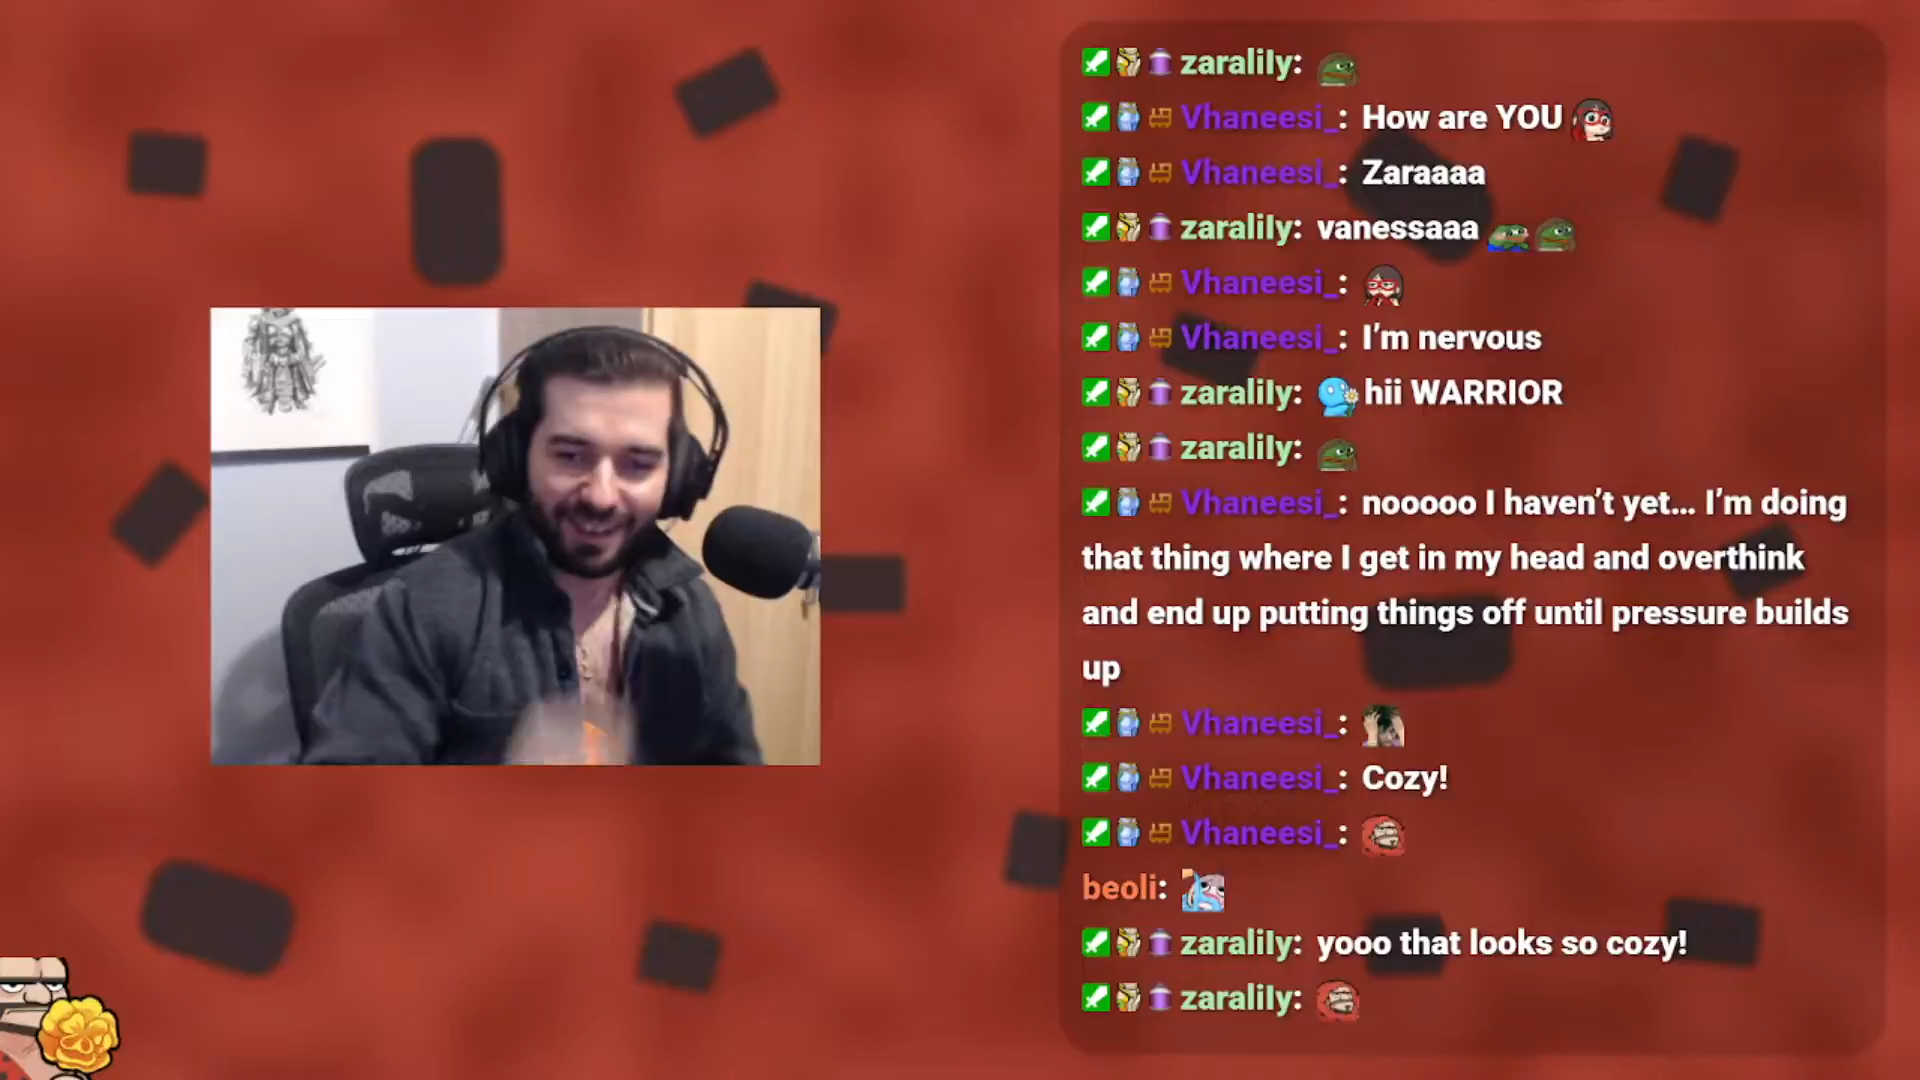 zaralily:
Vhaneesi_: How are YOU
Vhaneesi_: Zaraaaa
zaralily: vanessaaa
Vhaneesi_:
Vhaneesi_: I’m nervous
zaralily: hii WARRIOR
zaralily:
Vhaneesi_: nooooo I haven’t yet... I’m doing
that thing where I get in my head and overthink
and end up putting things off until pressure builds
up
Vhaneesi_:
Vhaneesi_: Cozy!
Vhaneesi_:
beoli:
zaralily: yooo that looks so cozy!
zaralily: